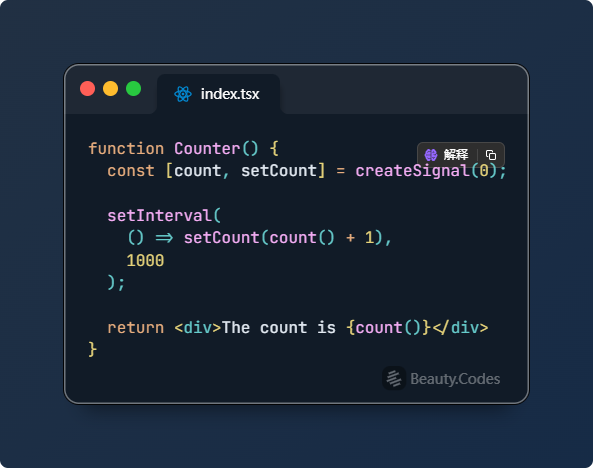 index.tsx
function Counter() {
解释
const [count, setCount] = createSignal(0);
setInterval(
() => setCount(count() + 1),
1000
);
return <div>The count is {count()}</div>
}
Beauty.Codes